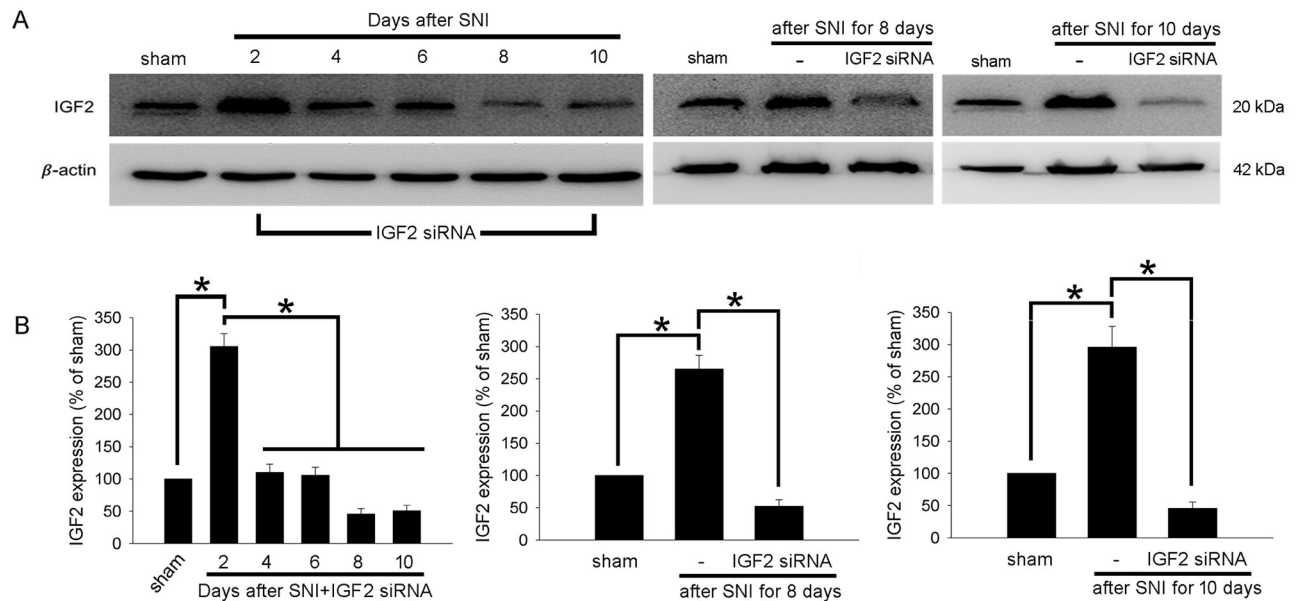 A
Days after SNI
sham 2 4 6 8 10
after SNI for 8 days
sham - IGF2 siRNA
after SNI for 10 days
sham - IGF2 siRNA
IGF2
20 kDa
β-actin
42 kDa
IGF2 siRNA
B
IGF2 expression (% of sham)
350
300
250
200
150
100
50
0
* *
sham 2 4 6 8 10
Days after SNI+IGF2 siRNA
IGF2 expression (% of sham)
350
300
250
200
150
100
50
0
* *
sham - IGF2 siRNA
after SNI for 8 days
IGF2 expression (% of sham)
350
300
250
200
150
100
50
0
* *
sham - IGF2 siRNA
after SNI for 10 days